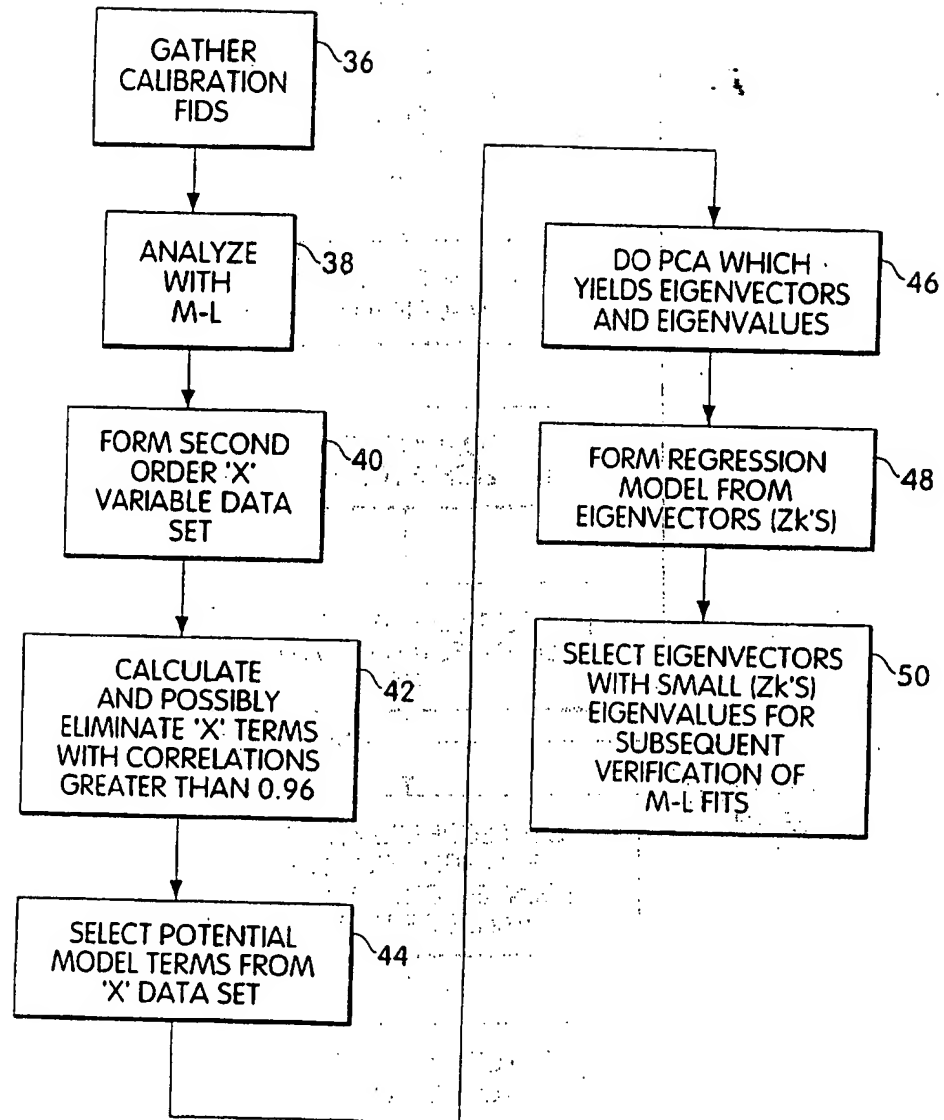 GATHER
CALIBRATION
FIDS
36
ANALYZE
WITH
M-L
38
FORM SECOND
ORDER 'X'
VARIABLE DATA
SET
40
CALCULATE
AND POSSIBLY
ELIMINATE 'X' TERMS
WITH CORRELATIONS
GREATER THAN 0.96
42
SELECT POTENTIAL
MODEL TERMS FROM
'X' DATA SET
44
DO PCA WHICH
YIELDS EIGENVECTORS
AND EIGENVALUES
46
FORM REGRESSION
MODEL FROM
EIGENVECTORS (Zk'S)
48
SELECT EIGENVECTORS
WITH SMALL (Zk'S)
EIGENVALUES FOR
SUBSEQUENT
VERIFICATION OF
M-L FITS
50